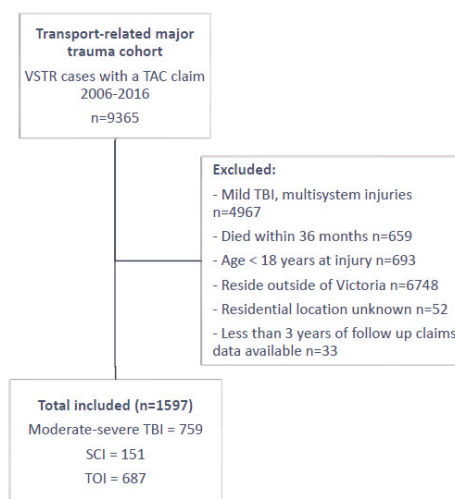 Transport-related major
trauma cohort
VSTR cases with a TAC claim
2006-2016
n=9365
Excluded:
- Mild TBI, multisystem injuries
n=4967
- Died within 36 months n=659
- Age < 18 years at injury n=693
- Reside outside of Victoria n=6748
- Residential location unknown n=52
- Less than 3 years of follow up claims
data available n=33
Total included (n=1597)
Moderate-severe TBI = 759
SCI = 151
TOI = 687